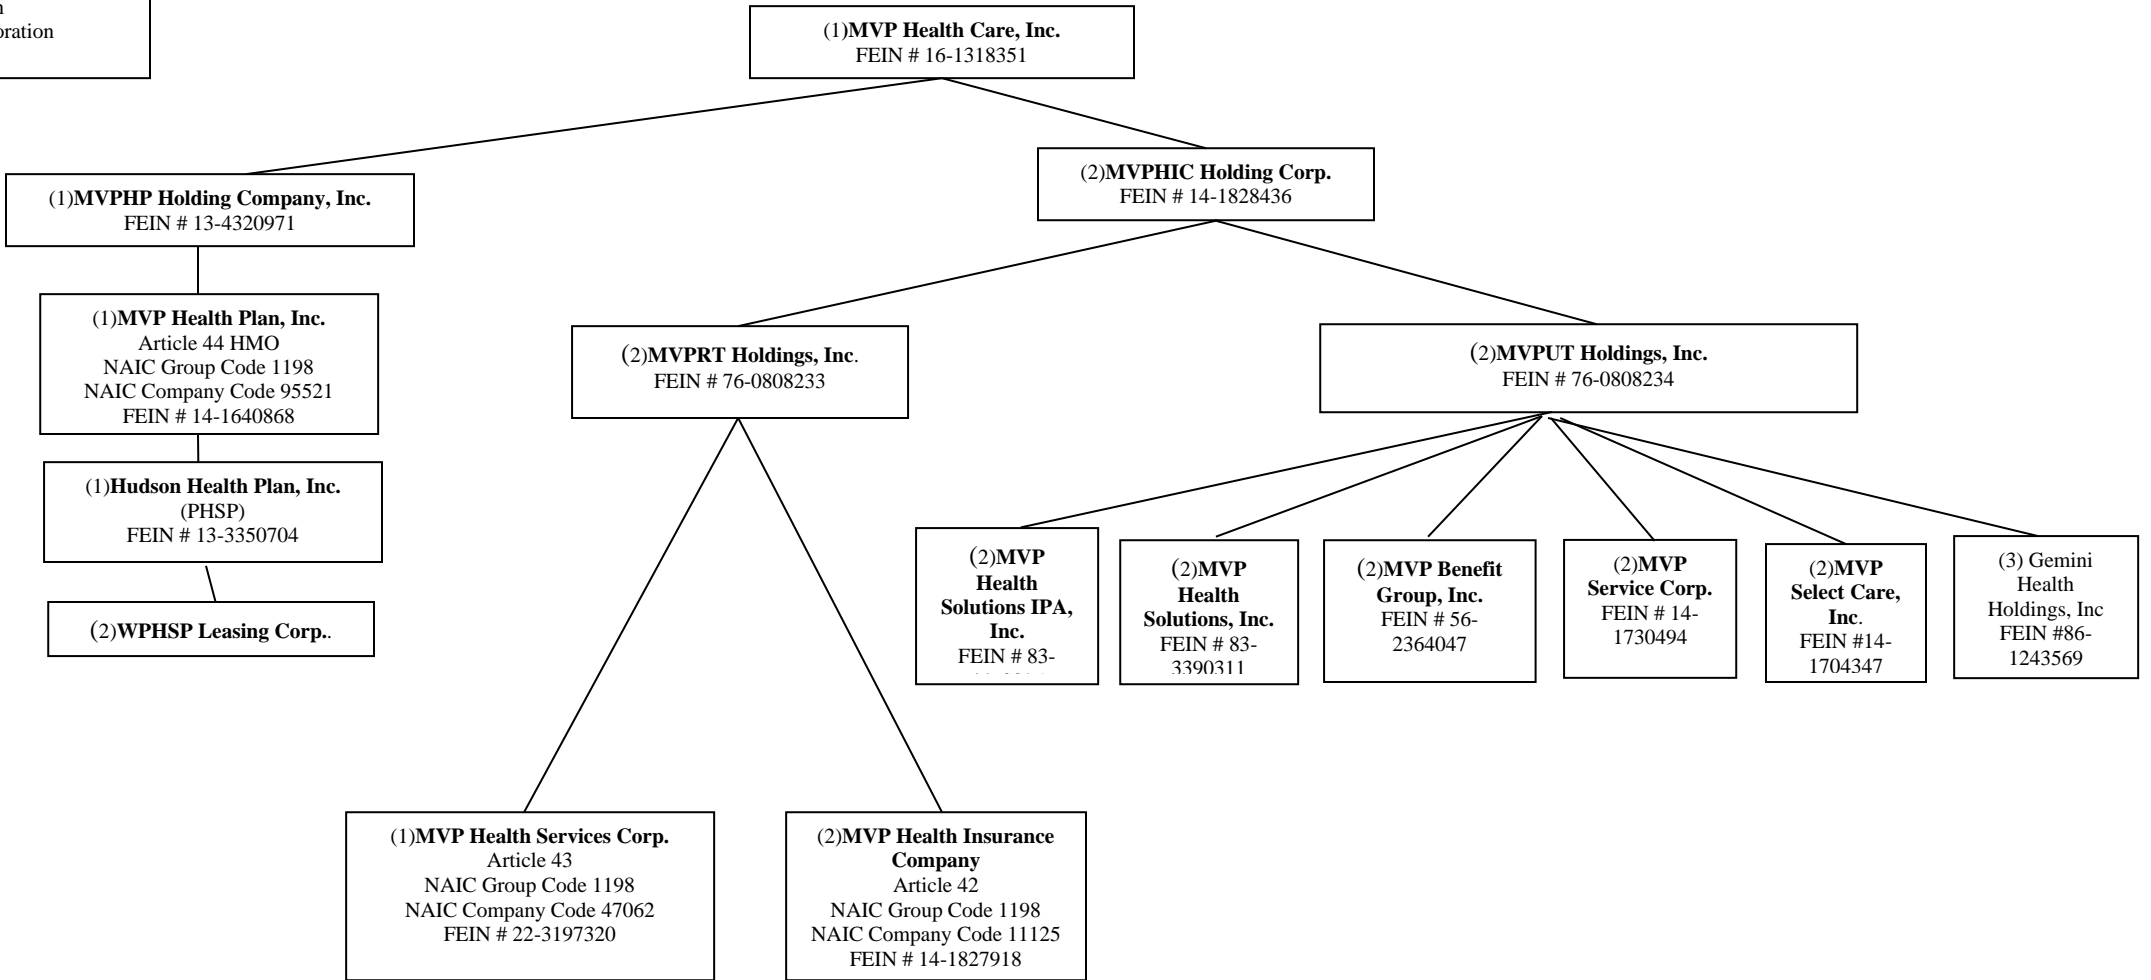 (1)MVP Health Care, Inc.
FEIN # 16-1318351
(1)MVPHP Holding Company, Inc.
FEIN # 13-4320971
(2)MVPHIC Holding Corp.
FEIN # 14-1828436
(1)MVP Health Plan, Inc.
Article 44 HMO
NAIC Group Code 1198
NAIC Company Code 95521
FEIN # 14-1640868
(2)MVPRT Holdings, Inc.
FEIN # 76-0808233
(2)MVPUT Holdings, Inc.
FEIN # 76-0808234
(1)Hudson Health Plan, Inc.
(PHSP)
FEIN # 13-3350704
(2)WPHSP Leasing Corp..
(2)MVP
Health
Solutions IPA,
Inc.
FEIN # 83-
(2)MVP
Health
Solutions, Inc.
FEIN # 83-
3390311
(2)MVP Benefit
Group, Inc.
FEIN # 56-
2364047
(2)MVP
Service Corp.
FEIN # 14-
1730494
(2)MVP
Select Care,
Inc.
FEIN #14-
1704347
(3) Gemini
Health
Holdings, Inc
FEIN #86-
1243569
(1)MVP Health Services Corp.
Article 43
NAIC Group Code 1198
NAIC Company Code 47062
FEIN # 22-3197320
(2)MVP Health Insurance
Company
Article 42
NAIC Group Code 1198
NAIC Company Code 11125
FEIN # 14-1827918